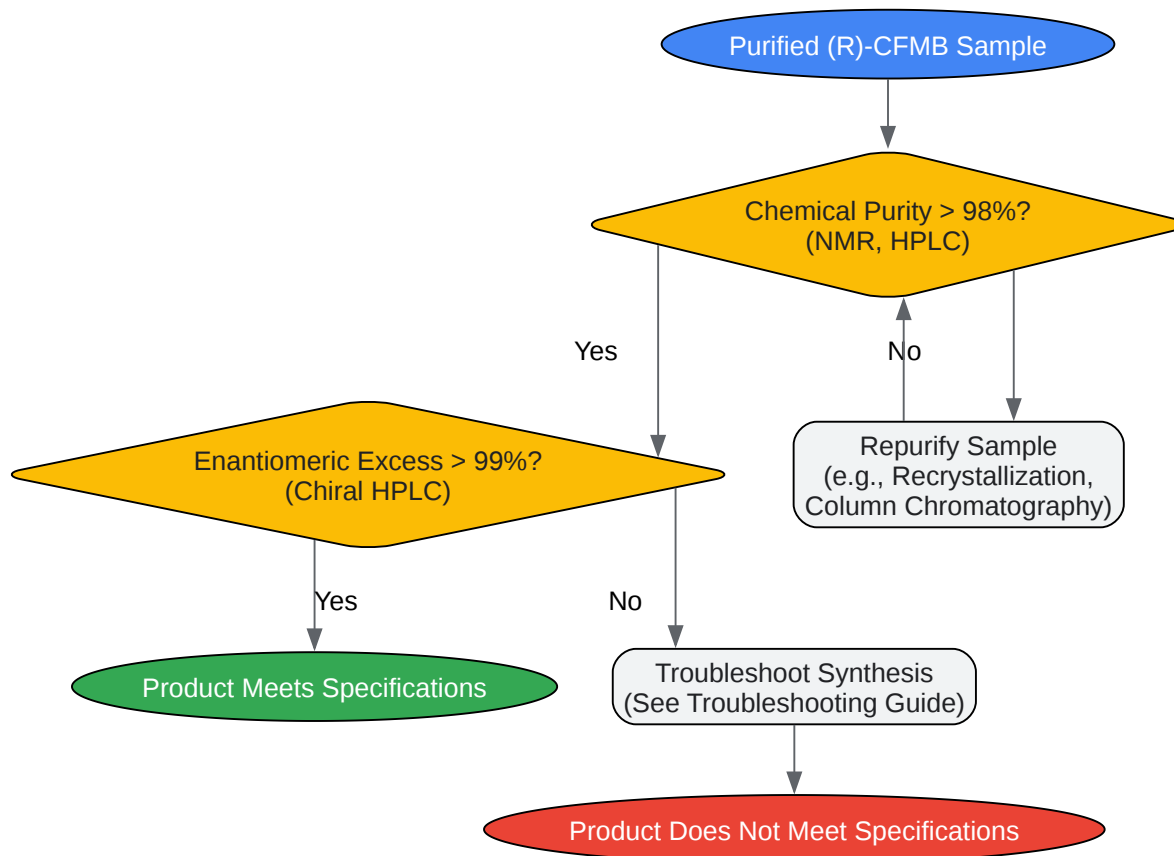 Purified (R)-CFMB Sample
Chemical Purity > 98%?
(NMR, HPLC)
Yes
No
Repurify Sample
(e.g., Recrystallization,
Column Chromatography)
Enantiomeric Excess > 99%?
(Chiral HPLC)
Yes
No
Product Meets Specifications
Troubleshoot Synthesis
(See Troubleshooting Guide)
Product Does Not Meet Specifications